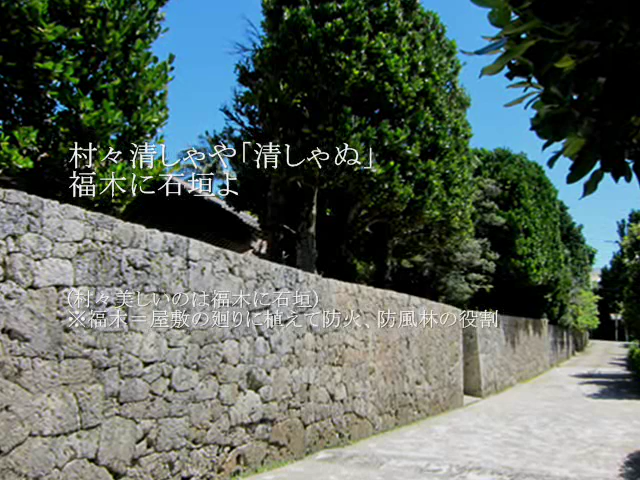 村々清しゃや「清しゃぬ」
福木に石垣よ
(村々美しいのは福木に石垣)
※福木＝屋敷の廻りに植えて防火、防風林の役割